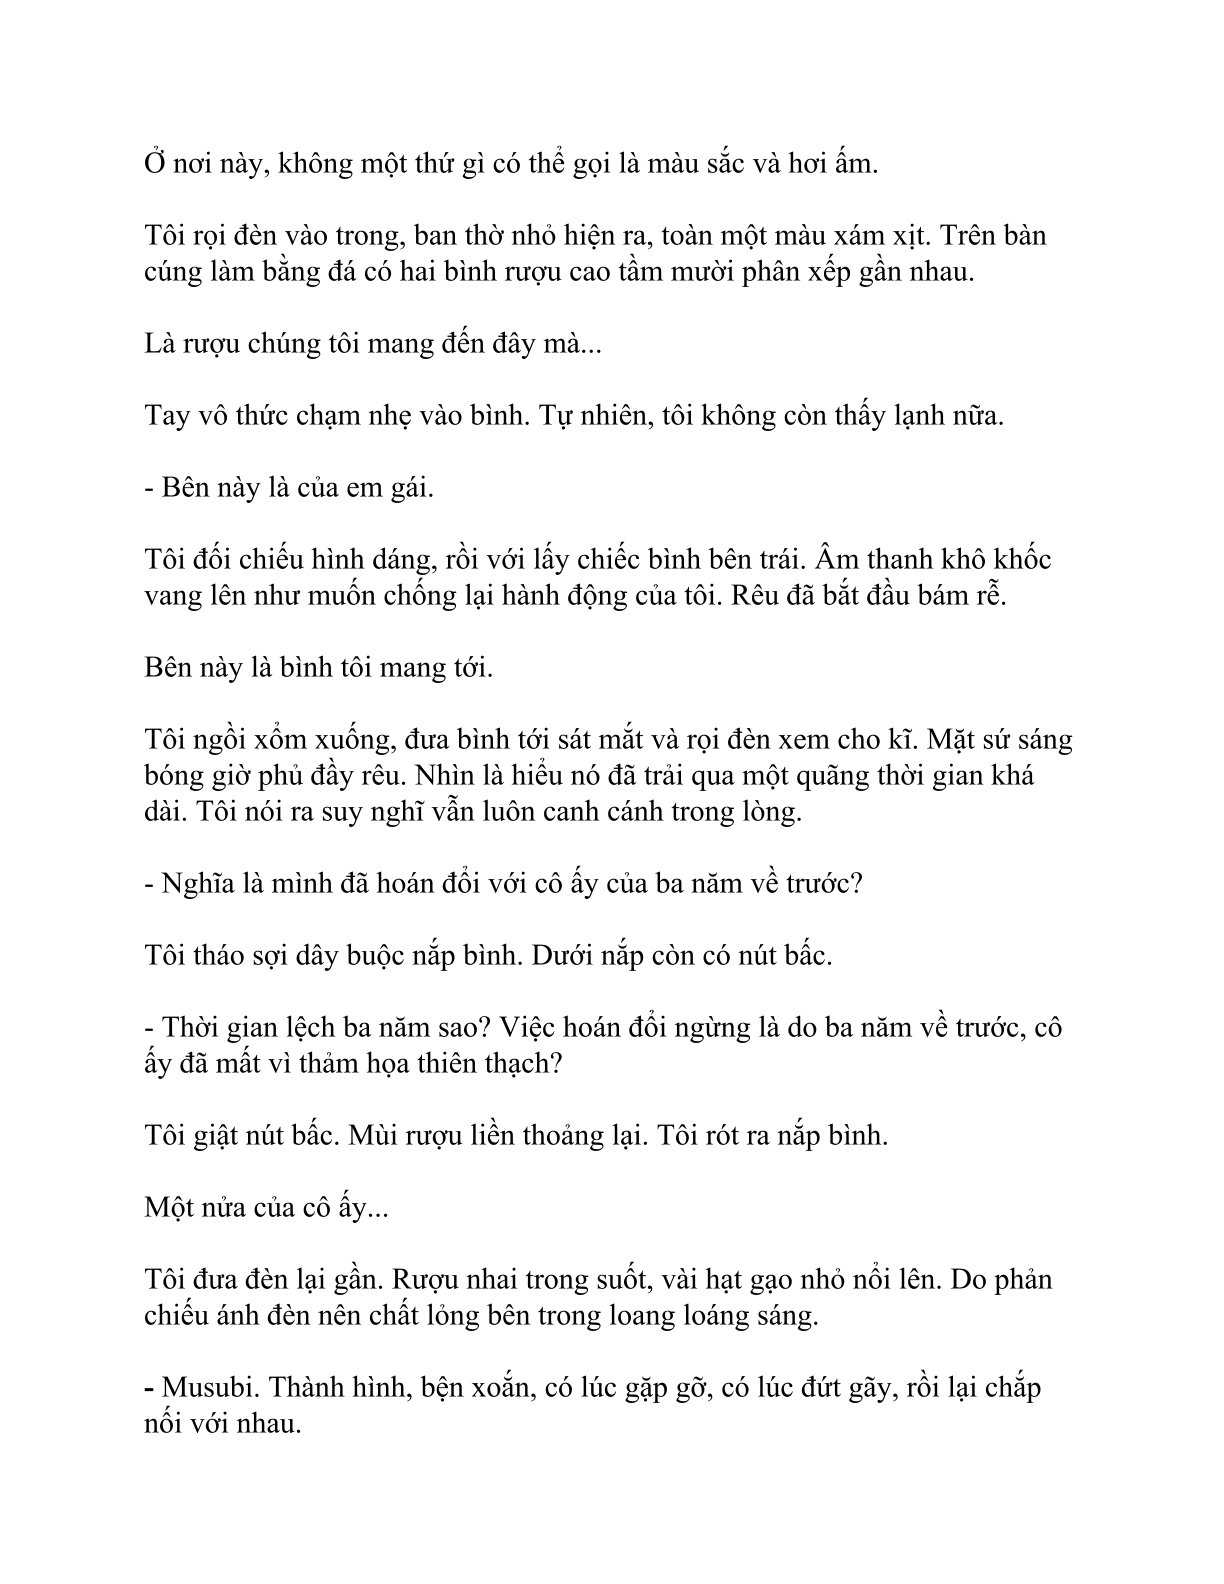 Ở nơi này, không một thứ gì có thể gọi là màu sắc và hơi ấm.
Tôi rọi đèn vào trong, ban thờ nhỏ hiện ra, toàn một màu xám xịt. Trên bàn
cúng làm bằng đá có hai bình rượu cao tầm mười phân xếp gần nhau.
Là rượu chúng tôi mang đến đây mà...
Tay vô thức chạm nhẹ vào bình. Tự nhiên, tôi không còn thấy lạnh nữa.
- Bên này là của em gái.
Tôi đối chiếu hình dáng, rồi với lấy chiếc bình bên trái. Âm thanh khô khốc
vang lên như muốn chống lại hành động của tôi. Rêu đã bắt đầu bám rễ.
Bên này là bình tôi mang tới.
Tôi ngồi xổm xuống, đưa bình tới sát mắt và rọi đèn xem cho kĩ. Mặt sứ sáng
bóng giờ phủ đầy rêu. Nhìn là hiểu nó đã trải qua một quãng thời gian khá
dài. Tôi nói ra suy nghĩ vẫn luôn canh cánh trong lòng.
- Nghĩa là mình đã hoán đổi với cô ấy của ba năm về trước?
Tôi tháo sợi dây buộc nắp bình. Dưới nắp còn có nút bấc.
- Thời gian lệch ba năm sao? Việc hoán đổi ngừng là do ba năm về trước, cô
ấy đã mất vì thảm họa thiên thạch?
Tôi giật nút bấc. Mùi rượu liền thoảng lại. Tôi rót ra nắp bình.
Một nửa của cô ấy...
Tôi đưa đèn lại gần. Rượu nhai trong suốt, vài hạt gạo nhỏ nổi lên. Do phản
chiếu ánh đèn nên chất lỏng bên trong loang loáng sáng.
- Musubi. Thành hình, bện xoắn, có lúc gặp gỡ, có lúc đứt gãy, rồi lại chắp
nối với nhau.